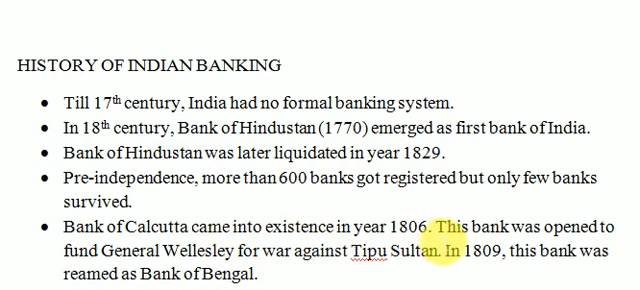 HISTORY OF INDIAN BANKING
• Till 17th century, India had no formal banking system.
• In 18th century, Bank of Hindustan (1770) emerged as first bank of India.
• Bank of Hindustan was later liquidated in year 1829.
• Pre-independence, more than 600 banks got registered but only few banks
survived.
• Bank of Calcutta came into existence in year 1806. This bank was opened to
fund General Wellesley for war against Tipu Sultan. In 1809, this bank was
reamed as Bank of Bengal.